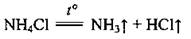 NH₄Cl ══ᵗ°══ NH₃↑ + HCl↑